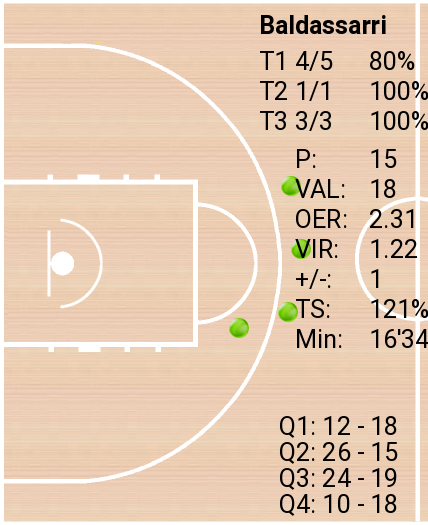 Baldassarri
T1 4/5 80%
T2 1/1 100%
T3 3/3 100%
P: 15
VAL: 18
OER: 2.31
VIR: 1.22
+/-: 1
TS: 121%
Min: 16'34
Q1: 12 - 18
Q2: 26 - 15
Q3: 24 - 19
Q4: 10 - 18